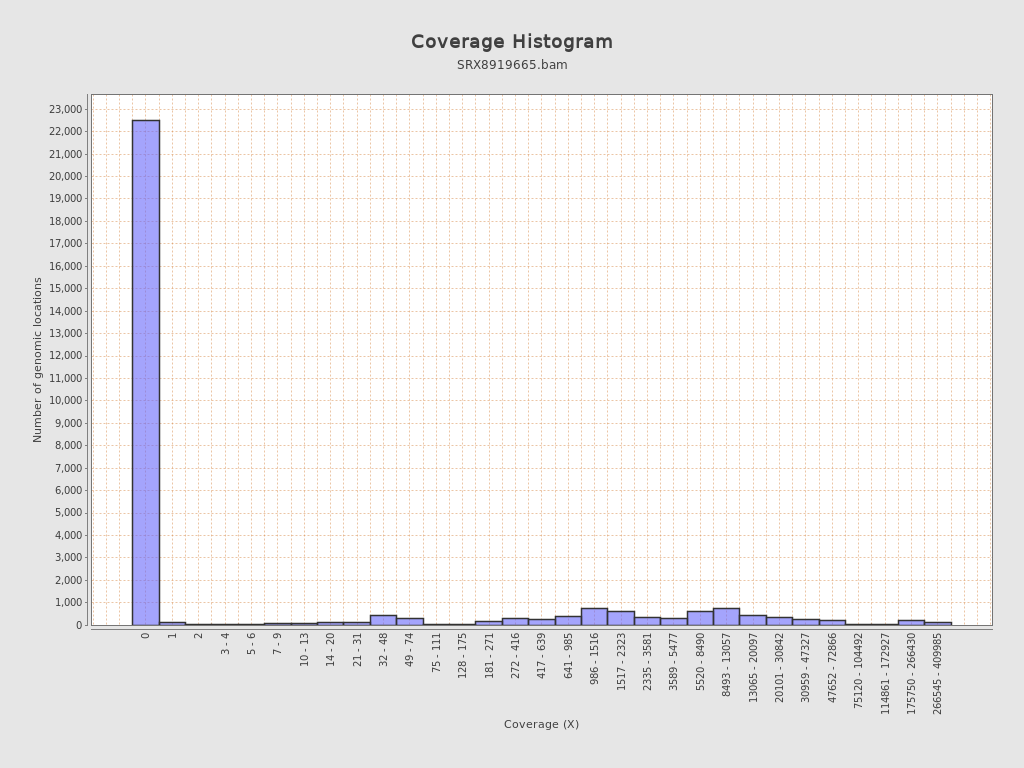 Coverage Histogram
SRX8919665.bam
23,000
22,000
21,000
20,000
19,000
18,000
17,000
16,000
15,000
14,000
13,000
12,000
11,000
10,000
9,000
8,000
7,000
6,000
5,000
4,000
3,000
2,000
1,000
0
Number of genomic locations
0
1
2
3 - 4
5 - 6
7 - 9
10 - 13
14 - 20
21 - 31
32 - 48
49 - 74
75 - 111
128 - 175
181 - 271
272 - 416
417 - 639
641 - 985
986 - 1516
1517 - 2323
2335 - 3581
3589 - 5477
5520 - 8490
8493 - 13057
13065 - 20097
20101 - 30842
30959 - 47327
47652 - 72866
75120 - 104492
114861 - 172927
175750 - 266430
266545 - 409985
Coverage (X)